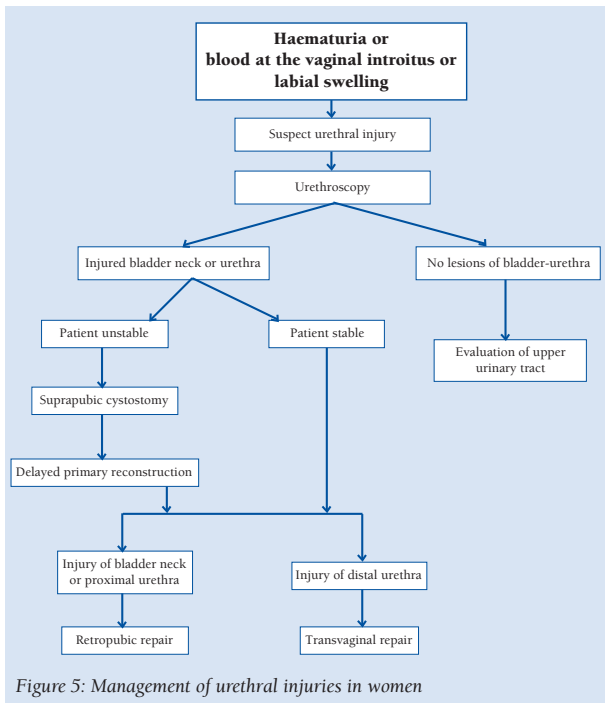 Haematuria or
blood at the vaginal introitus or
labial swelling
Suspect urethral injury
Urethroscopy
Injured bladder neck or urethra
No lesions of bladder-urethra
Patient unstable
Patient stable
Evaluation of upper
urinary tract
Suprapubic cystostomy
Delayed primary reconstruction
Injury of bladder neck
or proximal urethra
Injury of distal urethra
Retropubic repair
Transvaginal repair
Figure 5: Management of urethral injuries in women